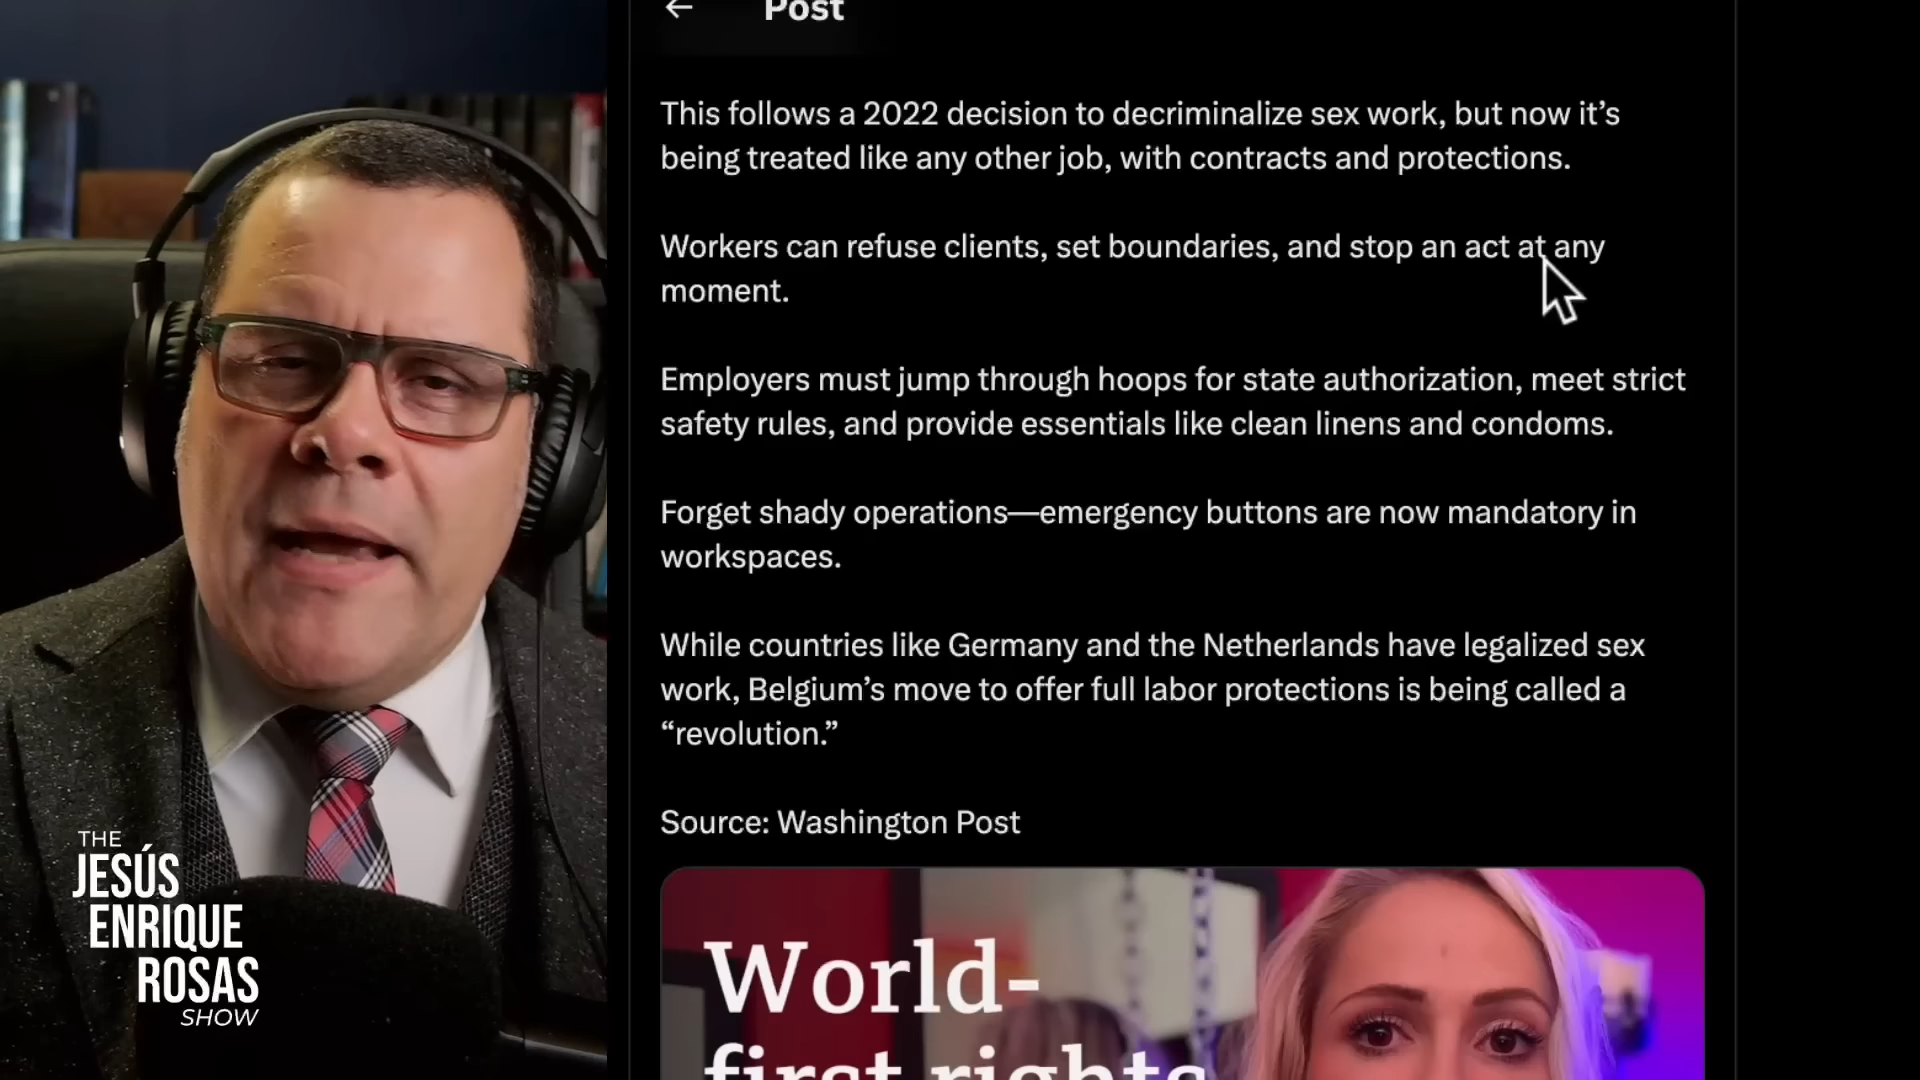 Post
This follows a 2022 decision to decriminalize sex work, but now it’s
being treated like any other job, with contracts and protections.
Workers can refuse clients, set boundaries, and stop an act at any
moment.
Employers must jump through hoops for state authorization, meet strict
safety rules, and provide essentials like clean linens and condoms.
Forget shady operations—emergency buttons are now mandatory in
workspaces.
While countries like Germany and the Netherlands have legalized sex
work, Belgium’s move to offer full labor protections is being called a
“revolution.”
Source: Washington Post
World-
first rights
THE
JESÚS
ENRIQUE
ROSAS
SHOW